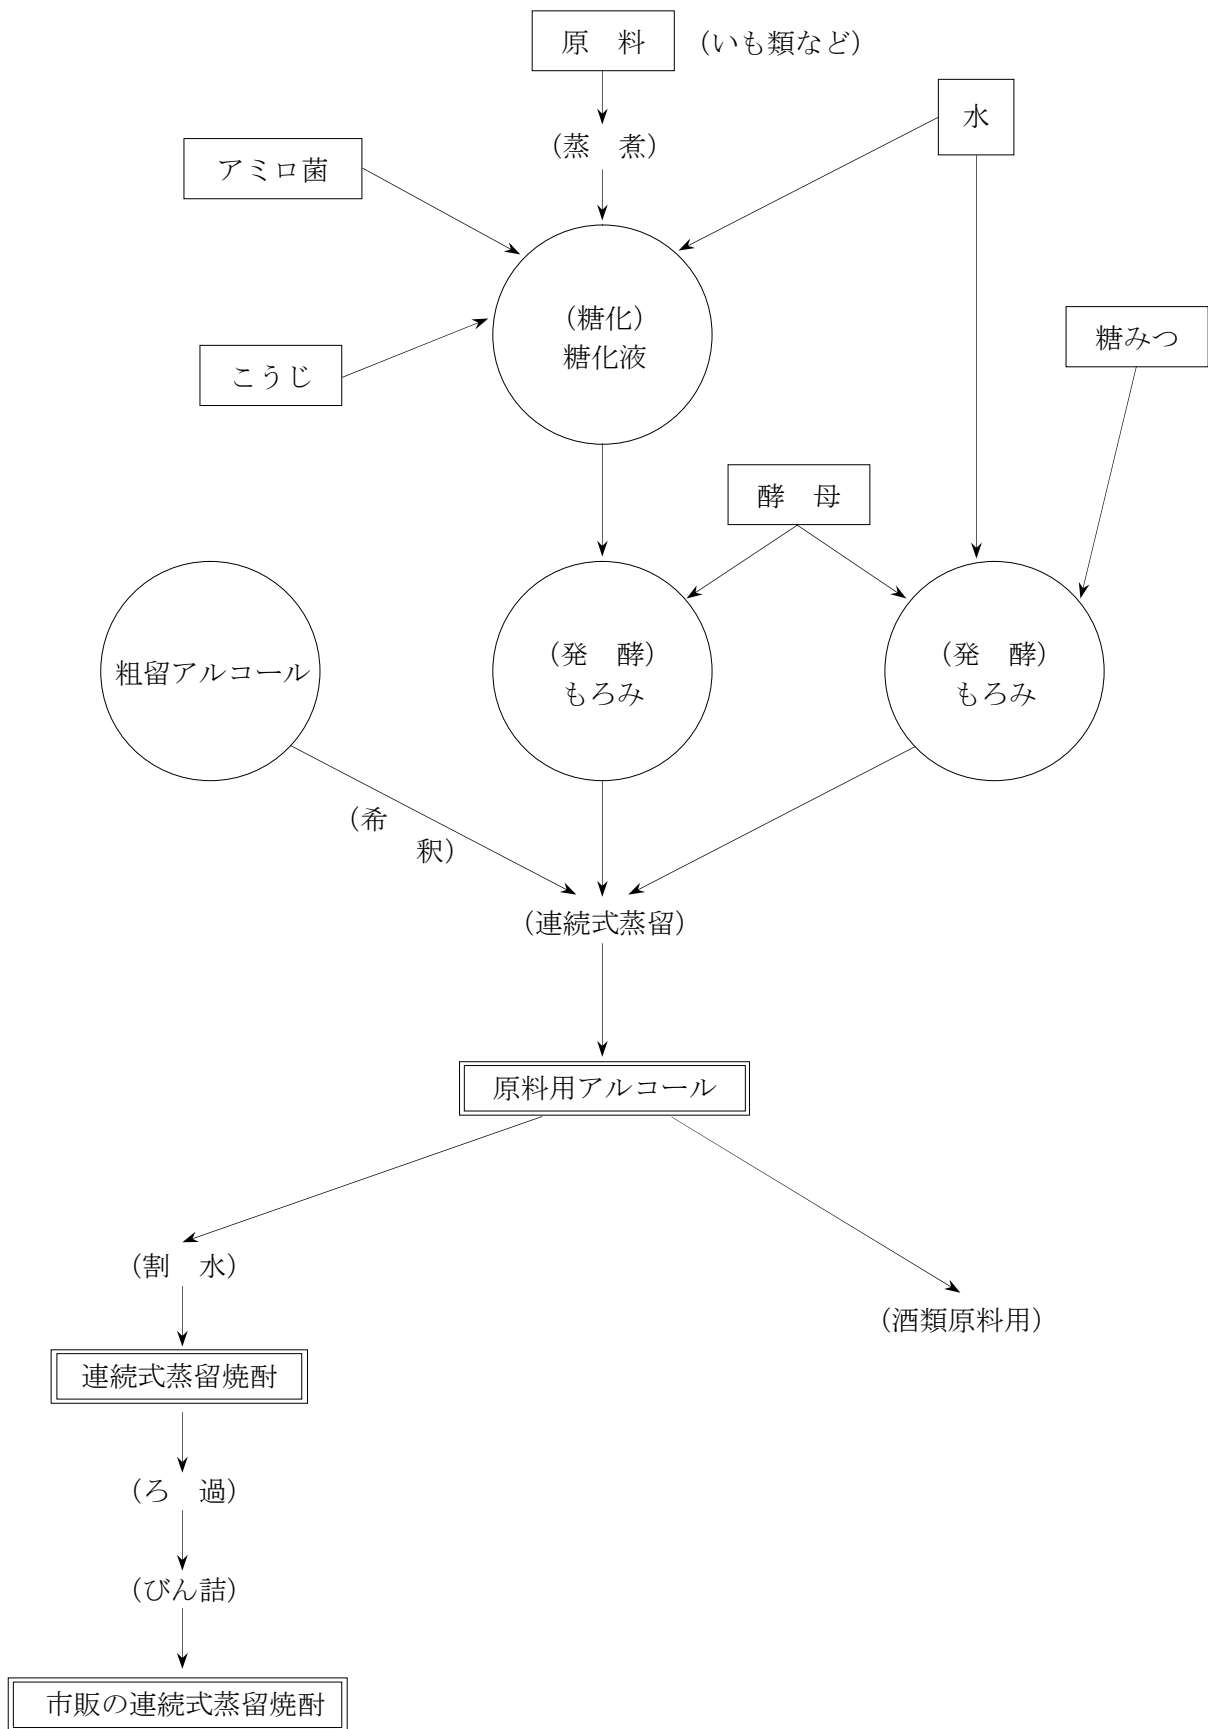 原　料
（いも類など）
水
（蒸　煮）
アミロ菌
（糖化）
糖化液
糖みつ
こうじ
酵　母
粗留アルコール
（発　酵）
もろみ
（発　酵）
もろみ
（希
釈）
（連続式蒸留）
原料用アルコール
（割　水）
（酒類原料用）
連続式蒸留焼酎
（ろ　過）
（びん詰）
市販の連続式蒸留焼酎